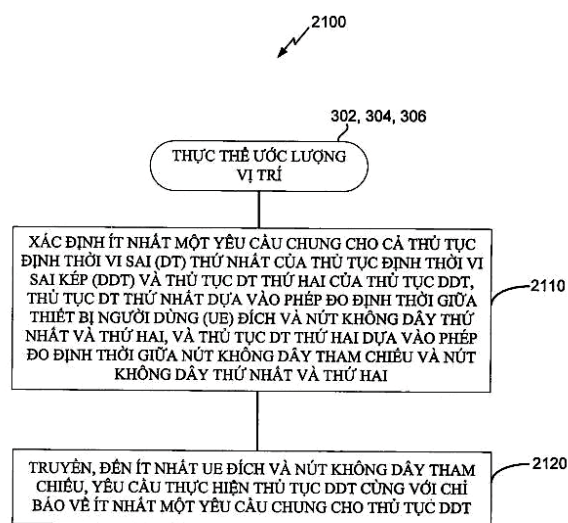 2100
302, 304, 306
THỰC THỂ ƯỚC LƯỢNG
VỊ TRÍ
XÁC ĐỊNH ÍT NHẤT MỘT YÊU CẦU CHUNG CHO CẢ THỦ TỤC
ĐỊNH THỜI VI SAI (DT) THỨ NHẤT CỦA THỦ TỤC ĐỊNH THỜI VI
SAI KÉP (DDT) VÀ THỦ TỤC DT THỨ HAI CỦA THỦ TỤC DDT,
THỦ TỤC DT THỨ NHẤT DỰA VÀO PHÉP ĐO ĐỊNH THỜI GIỮA
THIẾT BỊ NGƯỜI DÙNG (UE) ĐÍCH VÀ NÚT KHÔNG DÂY THỨ
NHẤT VÀ THỨ HAI, VÀ THỦ TỤC DT THỨ HAI DỰA VÀO PHÉP
ĐO ĐỊNH THỜI GIỮA NÚT KHÔNG DÂY THAM CHIẾU VÀ NÚT
KHÔNG DÂY THỨ NHẤT VÀ THỨ HAI
2110
TRUYỀN, ĐẾN ÍT NHẤT UE ĐÍCH VÀ NÚT KHÔNG DÂY THAM
CHIẾU, YÊU CẦU THỰC HIỆN THỦ TỤC DDT CÙNG VỚI CHỈ
BÁO VỀ ÍT NHẤT MỘT YÊU CẦU CHUNG CHO THỦ TỤC DDT
2120